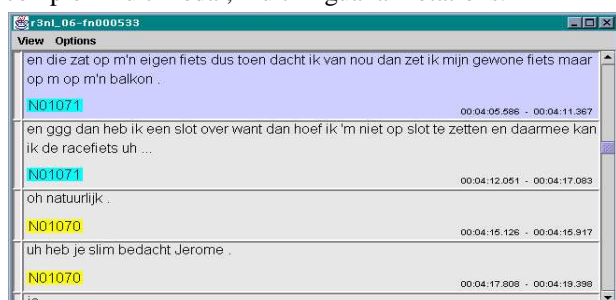 r3nl_06-fn000533
View Options
en die zat op m'n eigen fiets dus toen dacht ik van nou dan zet ik mijn gewone fiets maar
op m op m'n balkon .
N01071
00:04:05.586 - 00:04:11.367
en ggg dan heb ik een slot over want dan hoef ik 'm niet op slot te zetten en daarmee kan
ik de racefiets uh ...
N01071
00:04:12.051 - 00:04:17.083
oh natuurlijk .
N01070
00:04:15.126 - 00:04:15.917
uh heb je slim bedacht Jerome .
N01070
00:04:17.808 - 00:04:19.398